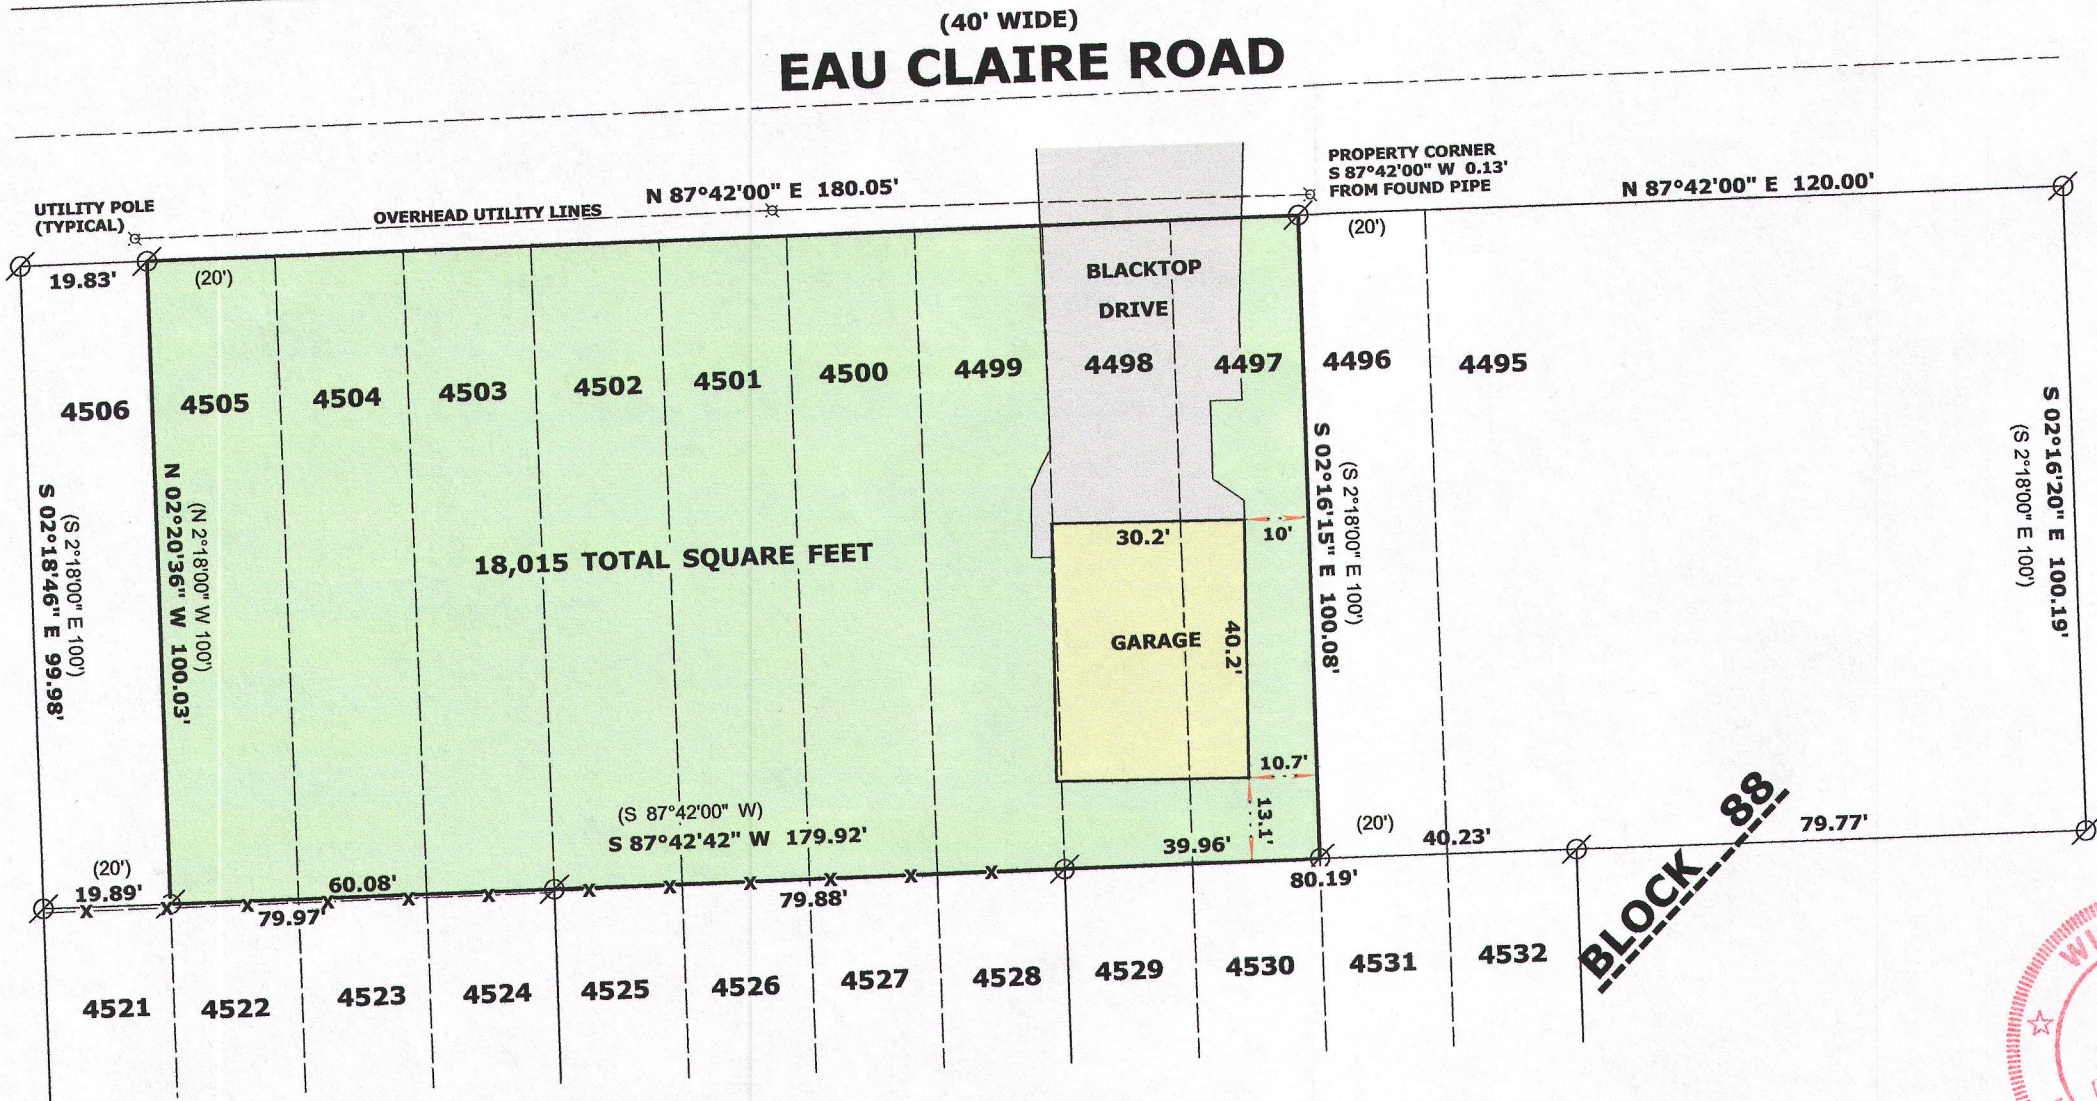 (40' WIDE)
EAU CLAIRE ROAD
UTILITY POLE
(TYPICAL)
OVERHEAD UTILITY LINES
N 87°42'00" E 180.05'
PROPERTY CORNER
S 87°42'00" W 0.13'
FROM FOUND PIPE
N 87°42'00" E 120.00'
19.83'
(20')
BLACKTOP
DRIVE
(20')
4506
4505
4504
4503
4502
4501
4500
4499
4498
4497
4496
4495
S 02°18'46" E 99.98'
(S 2°18'00" E 100')
N 02°20'36" W 100.03'
(N 2°18'00" W 100')
18,015 TOTAL SQUARE FEET
30.2'
10'
GARAGE
40.2'
S 02°16'15" E 100.08'
(S 2°18'00" E 100')
(S 2°18'00" E 100')
S 02°16'20" E 100.19'
10.7'
13.1'
(S 87°42'00" W)
S 87°42'42" W 179.92'
39.96'
(20')
40.23'
79.77'
(20')
19.89'
60.08'
79.97'
79.88'
80.19'
BLOCK 88
4521
4522
4523
4524
4525
4526
4527
4528
4529
4530
4531
4532